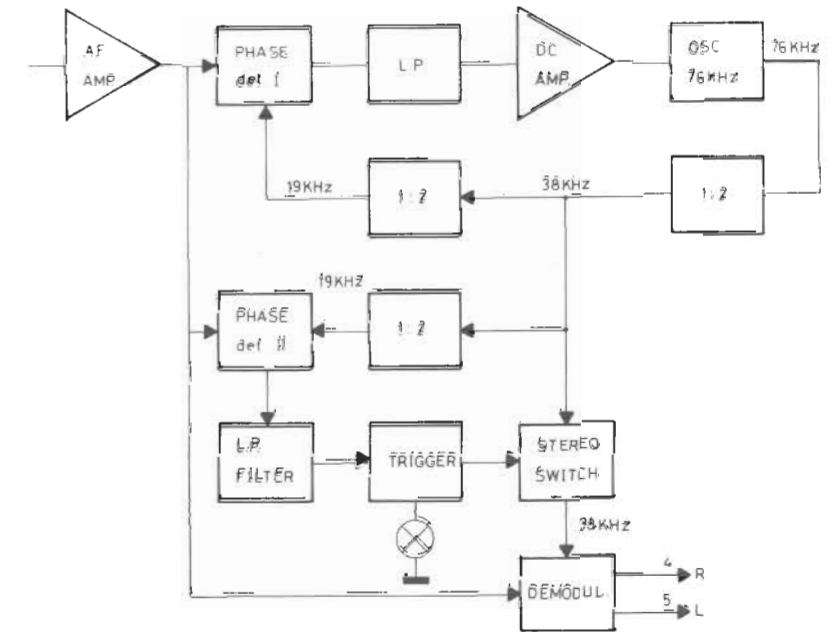 AF
AMP
PHASE
det I
LP
DC
AMP
OSC
76KHZ
76KHZ
19KHZ
1:2
38KHZ
1:2
19KHZ
PHASE
det II
1:2
L.P.
FILTER
TRIGGER
STEREO
SWITCH
38KHZ
DEMODUL.
4
R
5
L